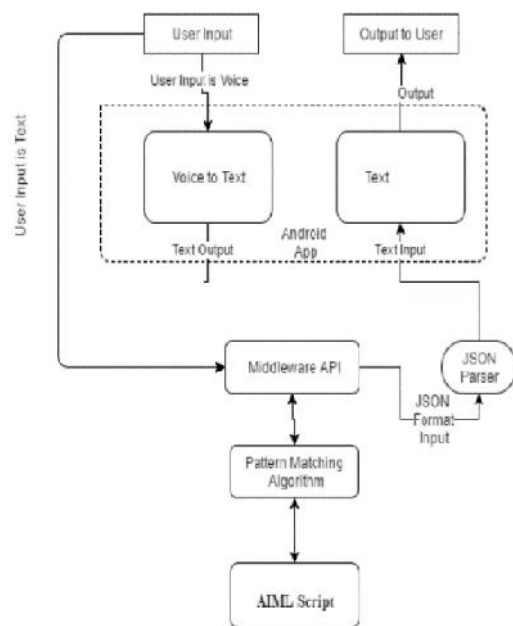 User Input
Output to User
User Input is Voice
Output
User Input is Text
Voice to Text
Text
Android
App
Text Output
Text Input
Middleware API
JSON
Parser
JSON
Format
Input
Pattern Matching
Algorithm
AIML Script